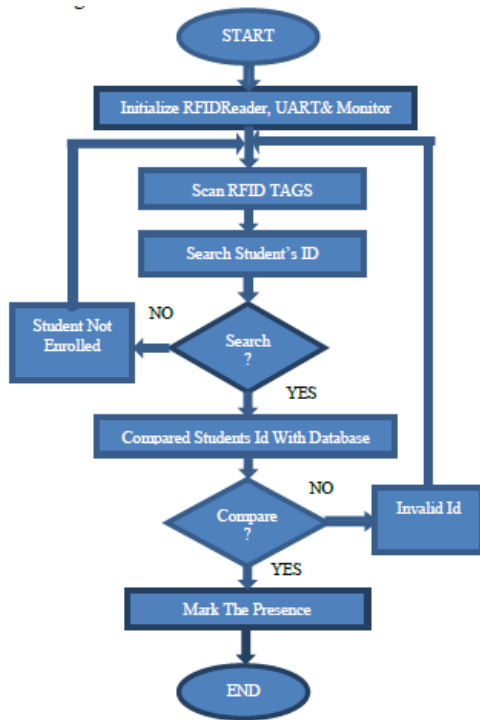 START
Initialize RFIDReader, UART& Monitor
Scan RFID TAGS
Search Student's ID
NO
Student Not
Enrolled
Search
?
YES
Compared Students Id With Database
NO
Invalid Id
Compare
?
YES
Mark The Presence
END